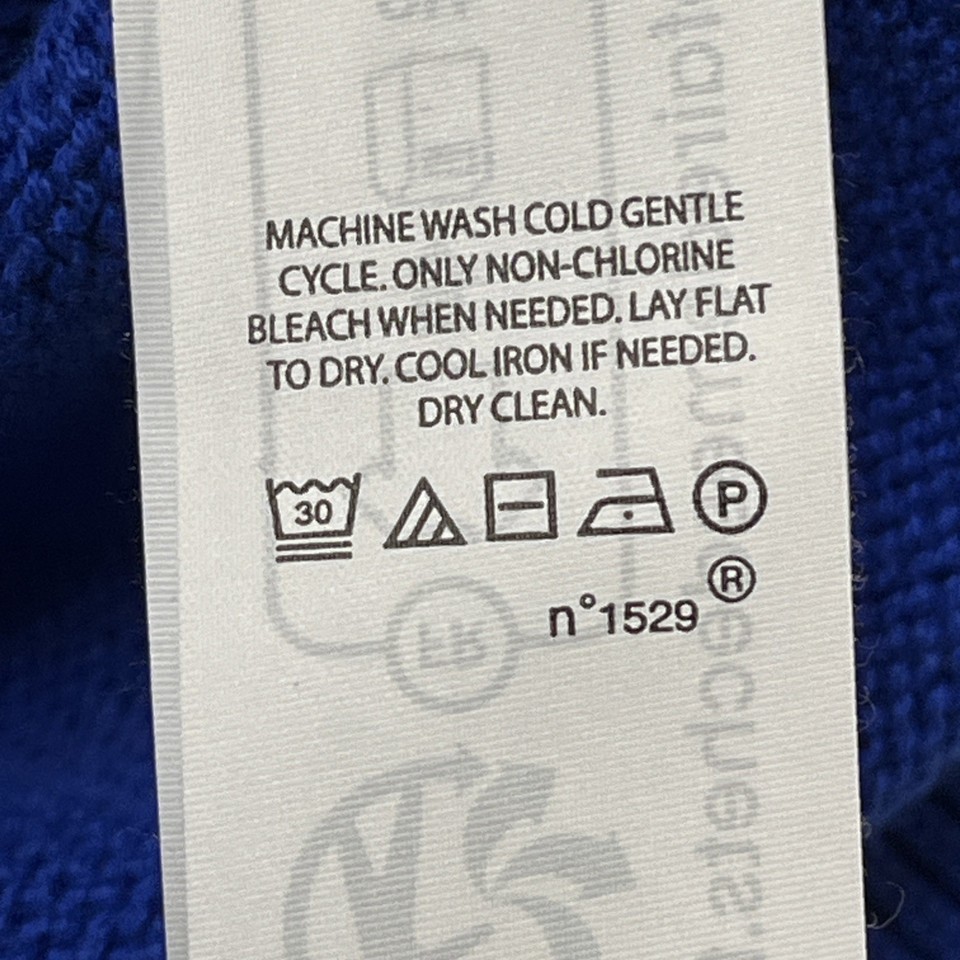 MACHINE WASH COLD GENTLE
CYCLE. ONLY NON-CHLORINE
BLEACH WHEN NEEDED. LAY FLAT
TO DRY. COOL IRON IF NEEDED.
DRY CLEAN.
30 P
n°1529 ®